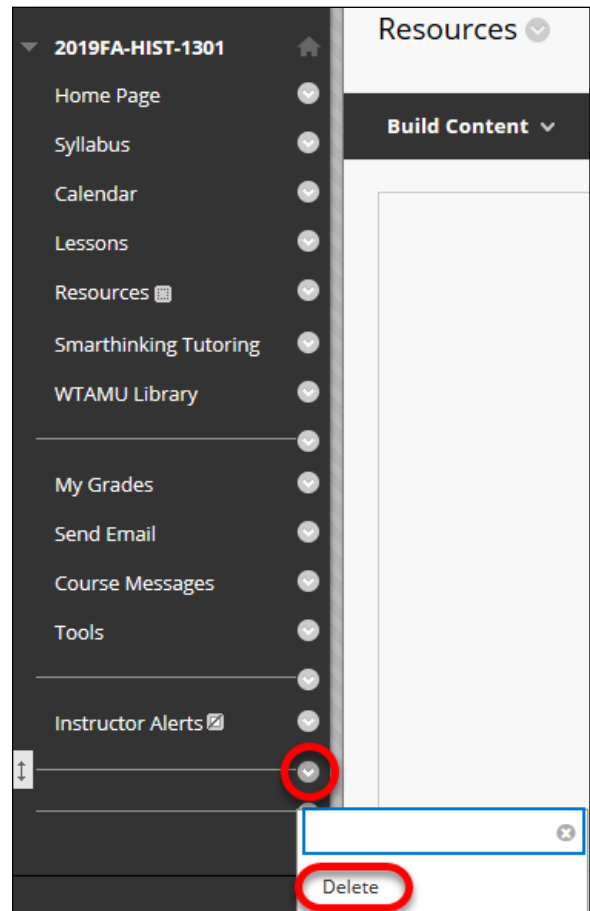 2019FA-HIST-1301
Home Page
Syllabus
Calendar
Lessons
Resources
Smarthinking Tutoring
WTAMU Library
My Grades
Send Email
Course Messages
Tools
Instructor Alerts
Resources
Build Content
Delete